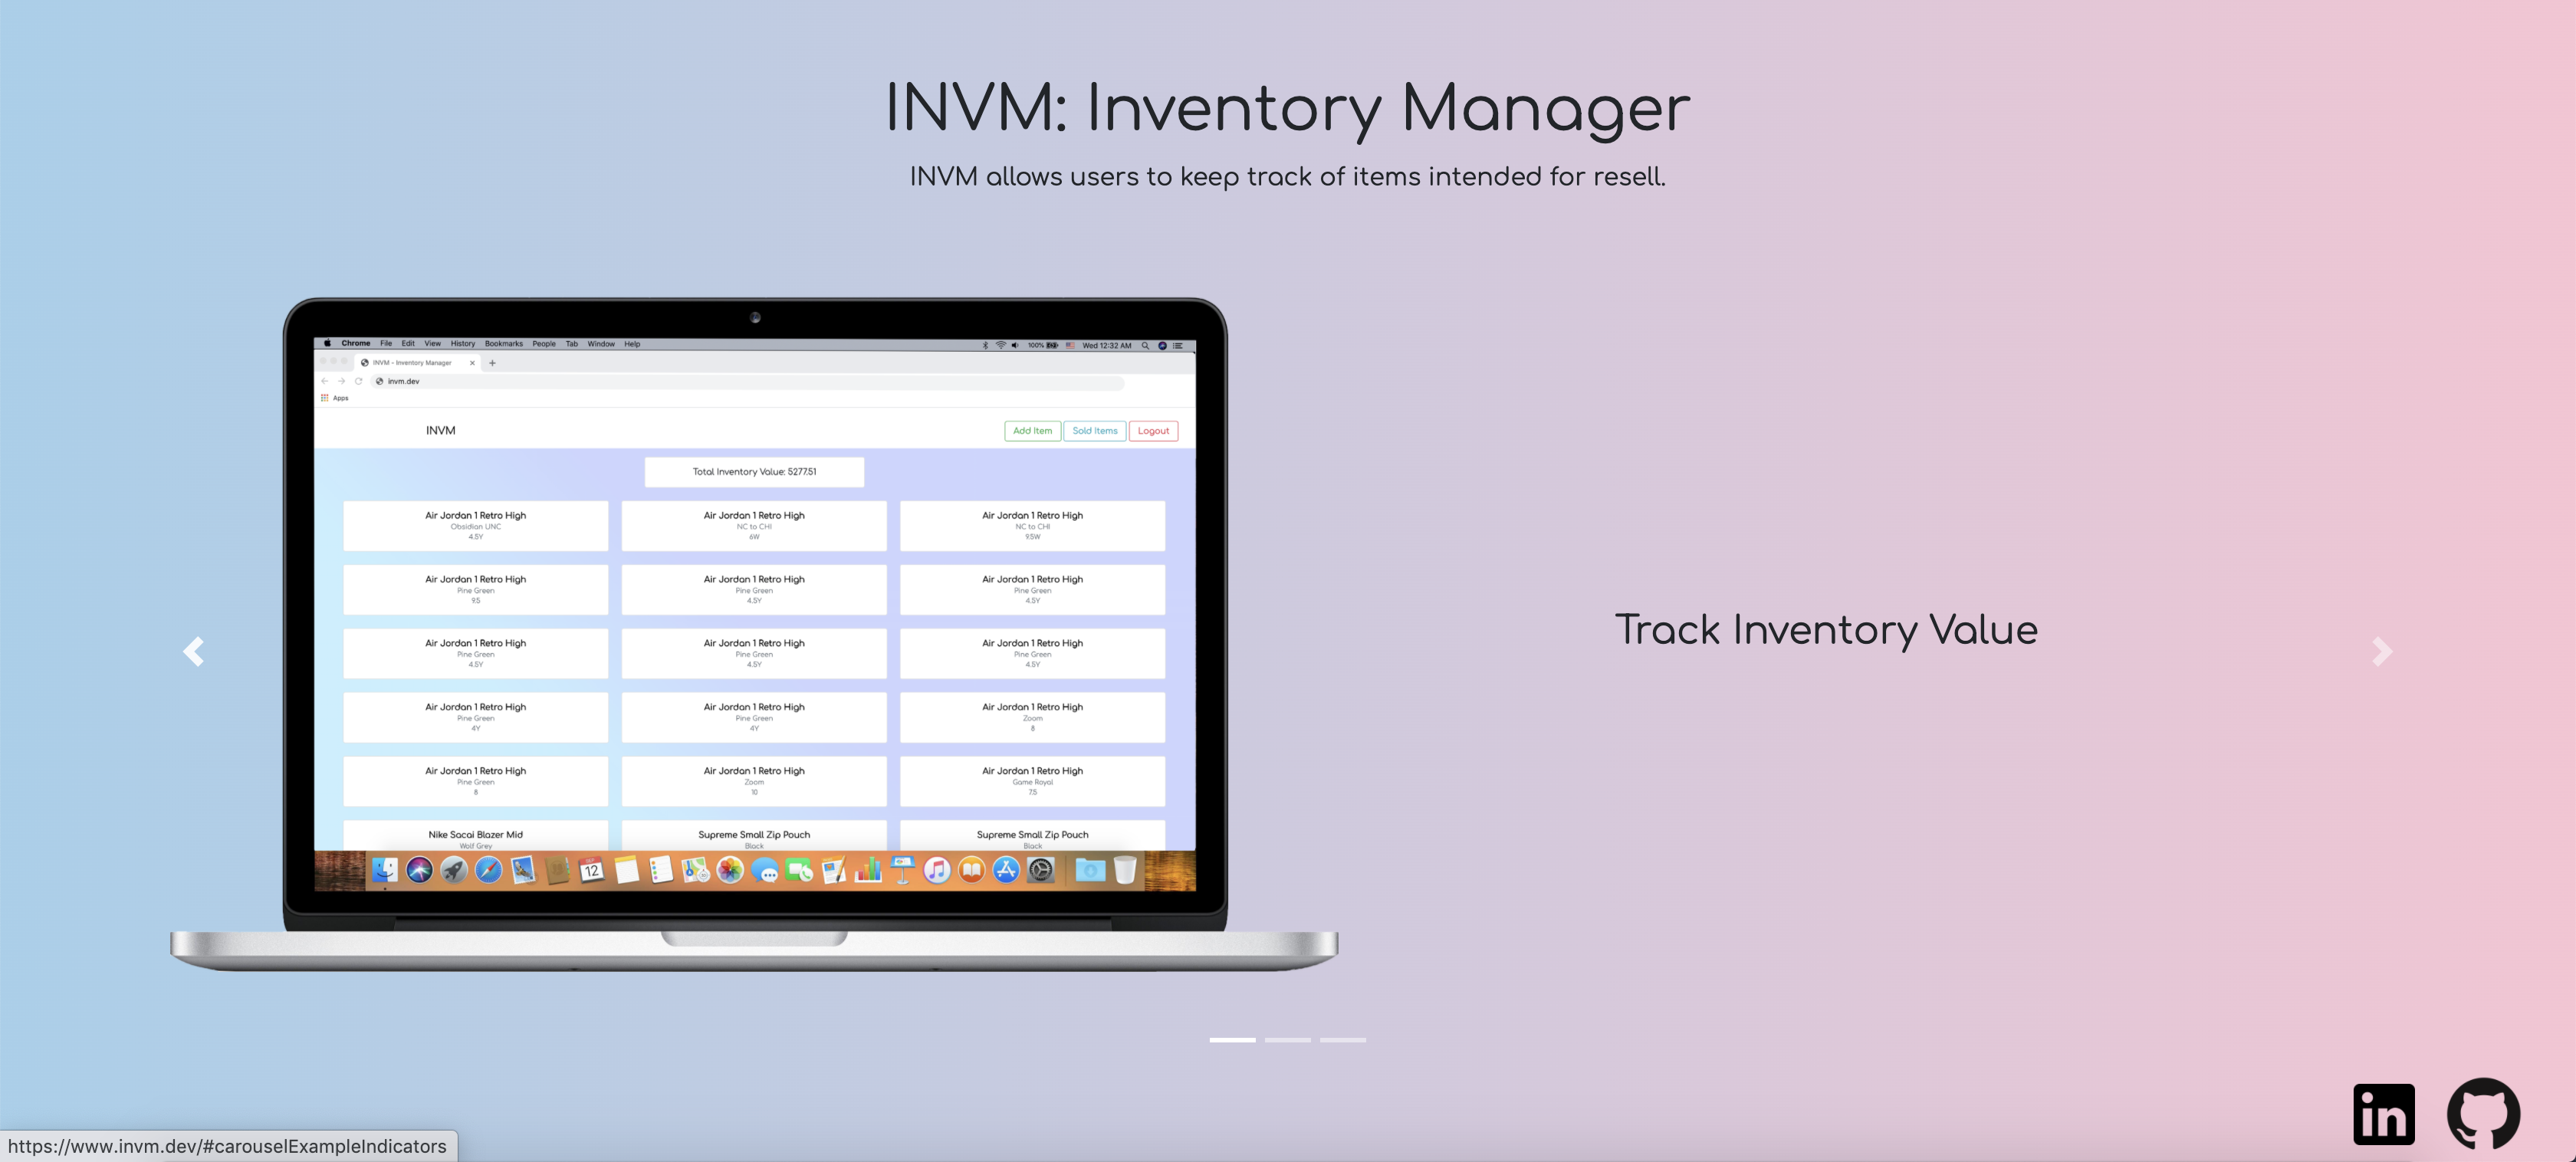 INVM: Inventory Manager
INVM allows users to keep track of items intended for resell.
Chrome File Edit View History Bookmarks People Tab Window Help 100% Wed 12:32 AM
INVM - Inventory Manager
invm.dev
Apps
INVM Add Item Sold Items Logout
Total Inventory Value: 5277.51
Air Jordan 1 Retro High Air Jordan 1 Retro High Air Jordan 1 Retro High
Obsidian UNC NC to CHI NC to CHI
4.5Y 6W 9.5W
Air Jordan 1 Retro High Air Jordan 1 Retro High Air Jordan 1 Retro High
Pine Green Pine Green Pine Green
9.5 4.5Y 4.5Y
Air Jordan 1 Retro High Air Jordan 1 Retro High Air Jordan 1 Retro High
Pine Green Pine Green Pine Green
4.5Y 4.5Y 4.5Y
Air Jordan 1 Retro High Air Jordan 1 Retro High Air Jordan 1 Retro High
Pine Green Pine Green Zoom
4Y 4Y 8
Air Jordan 1 Retro High Air Jordan 1 Retro High Air Jordan 1 Retro High
Pine Green Zoom Game Royal
8 10 7.5
Nike Sacai Blazer Mid Supreme Small Zip Pouch Supreme Small Zip Pouch
Wolf Grey Black Black
12
Track Inventory Value
in
https://www.invm.dev/#carouselExampleIndicators